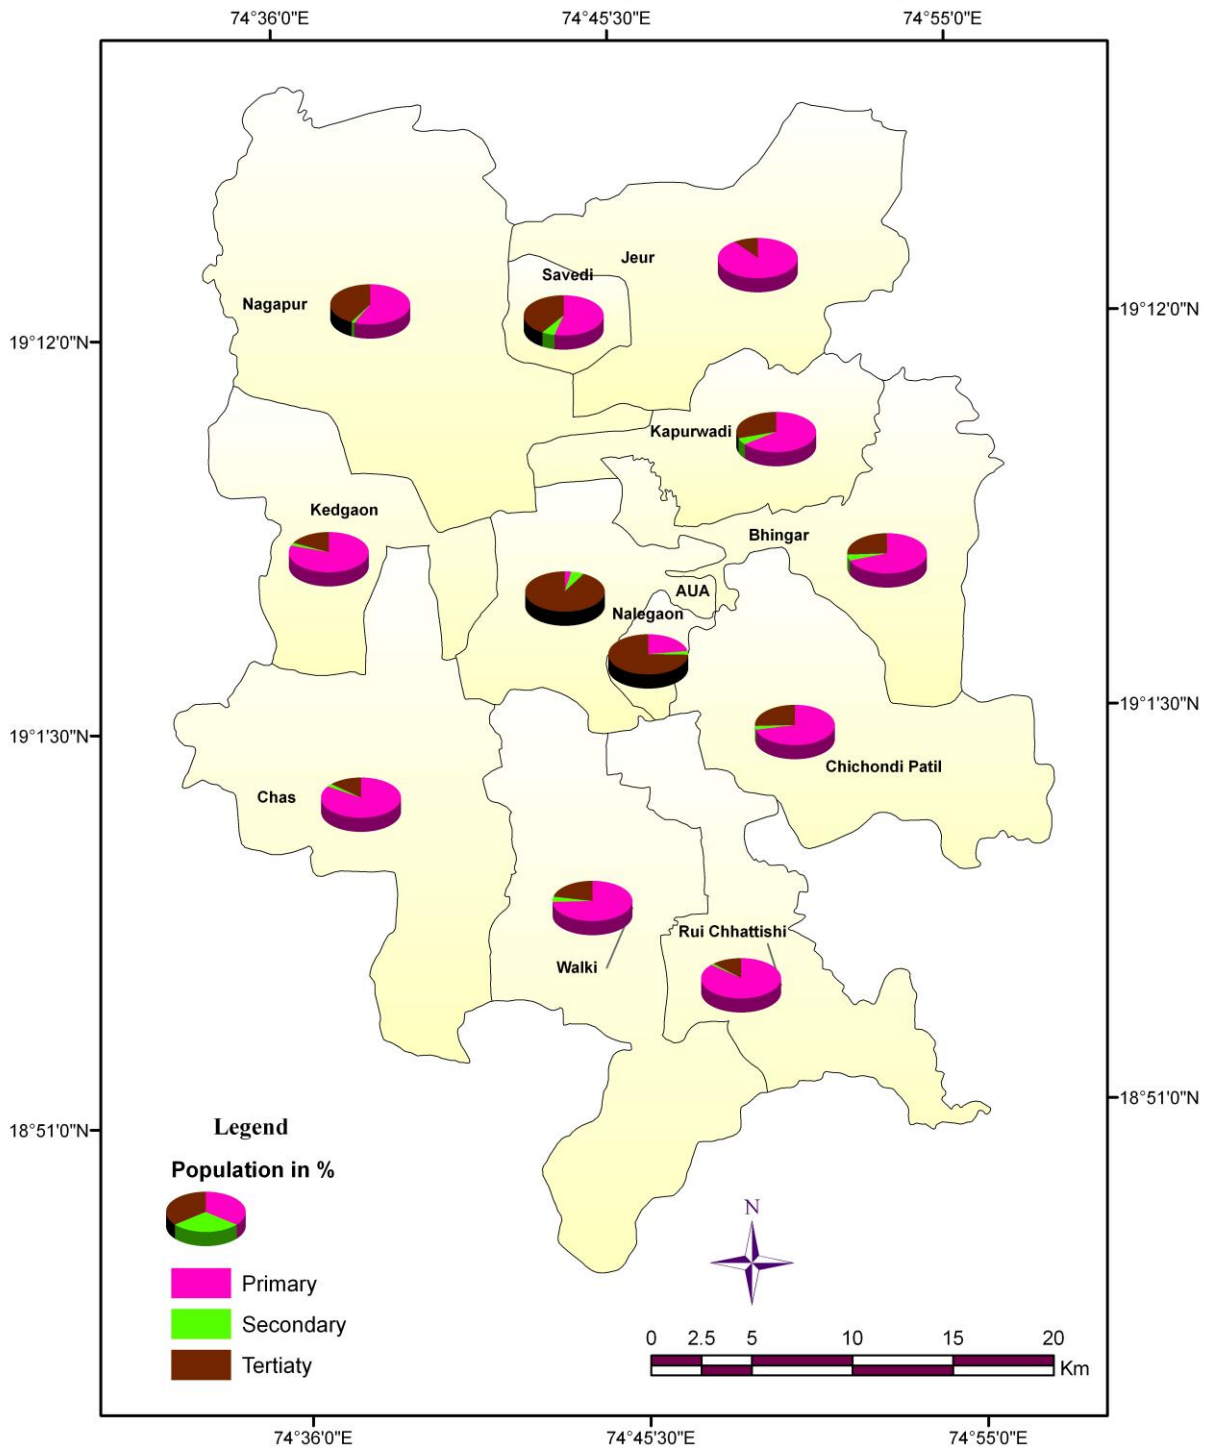 74°36'0"E 74°45'30"E 74°55'0"E
Jeur
Savedi
Nagapur
19°12'0"N
19°12'0"N
Kapurwadi
Kedgaon
Bhingar
AUA
Nalegaon
19°1'30"N
19°1'30"N
Chichondi Patil
Chas
Rui Chhattishi
Walki
18°51'0"N
18°51'0"N
Legend
Population in %
Primary
Secondary
Tertiaty
N
0 2.5 5 10 15 20
Km
74°36'0"E 74°45'30"E 74°55'0"E